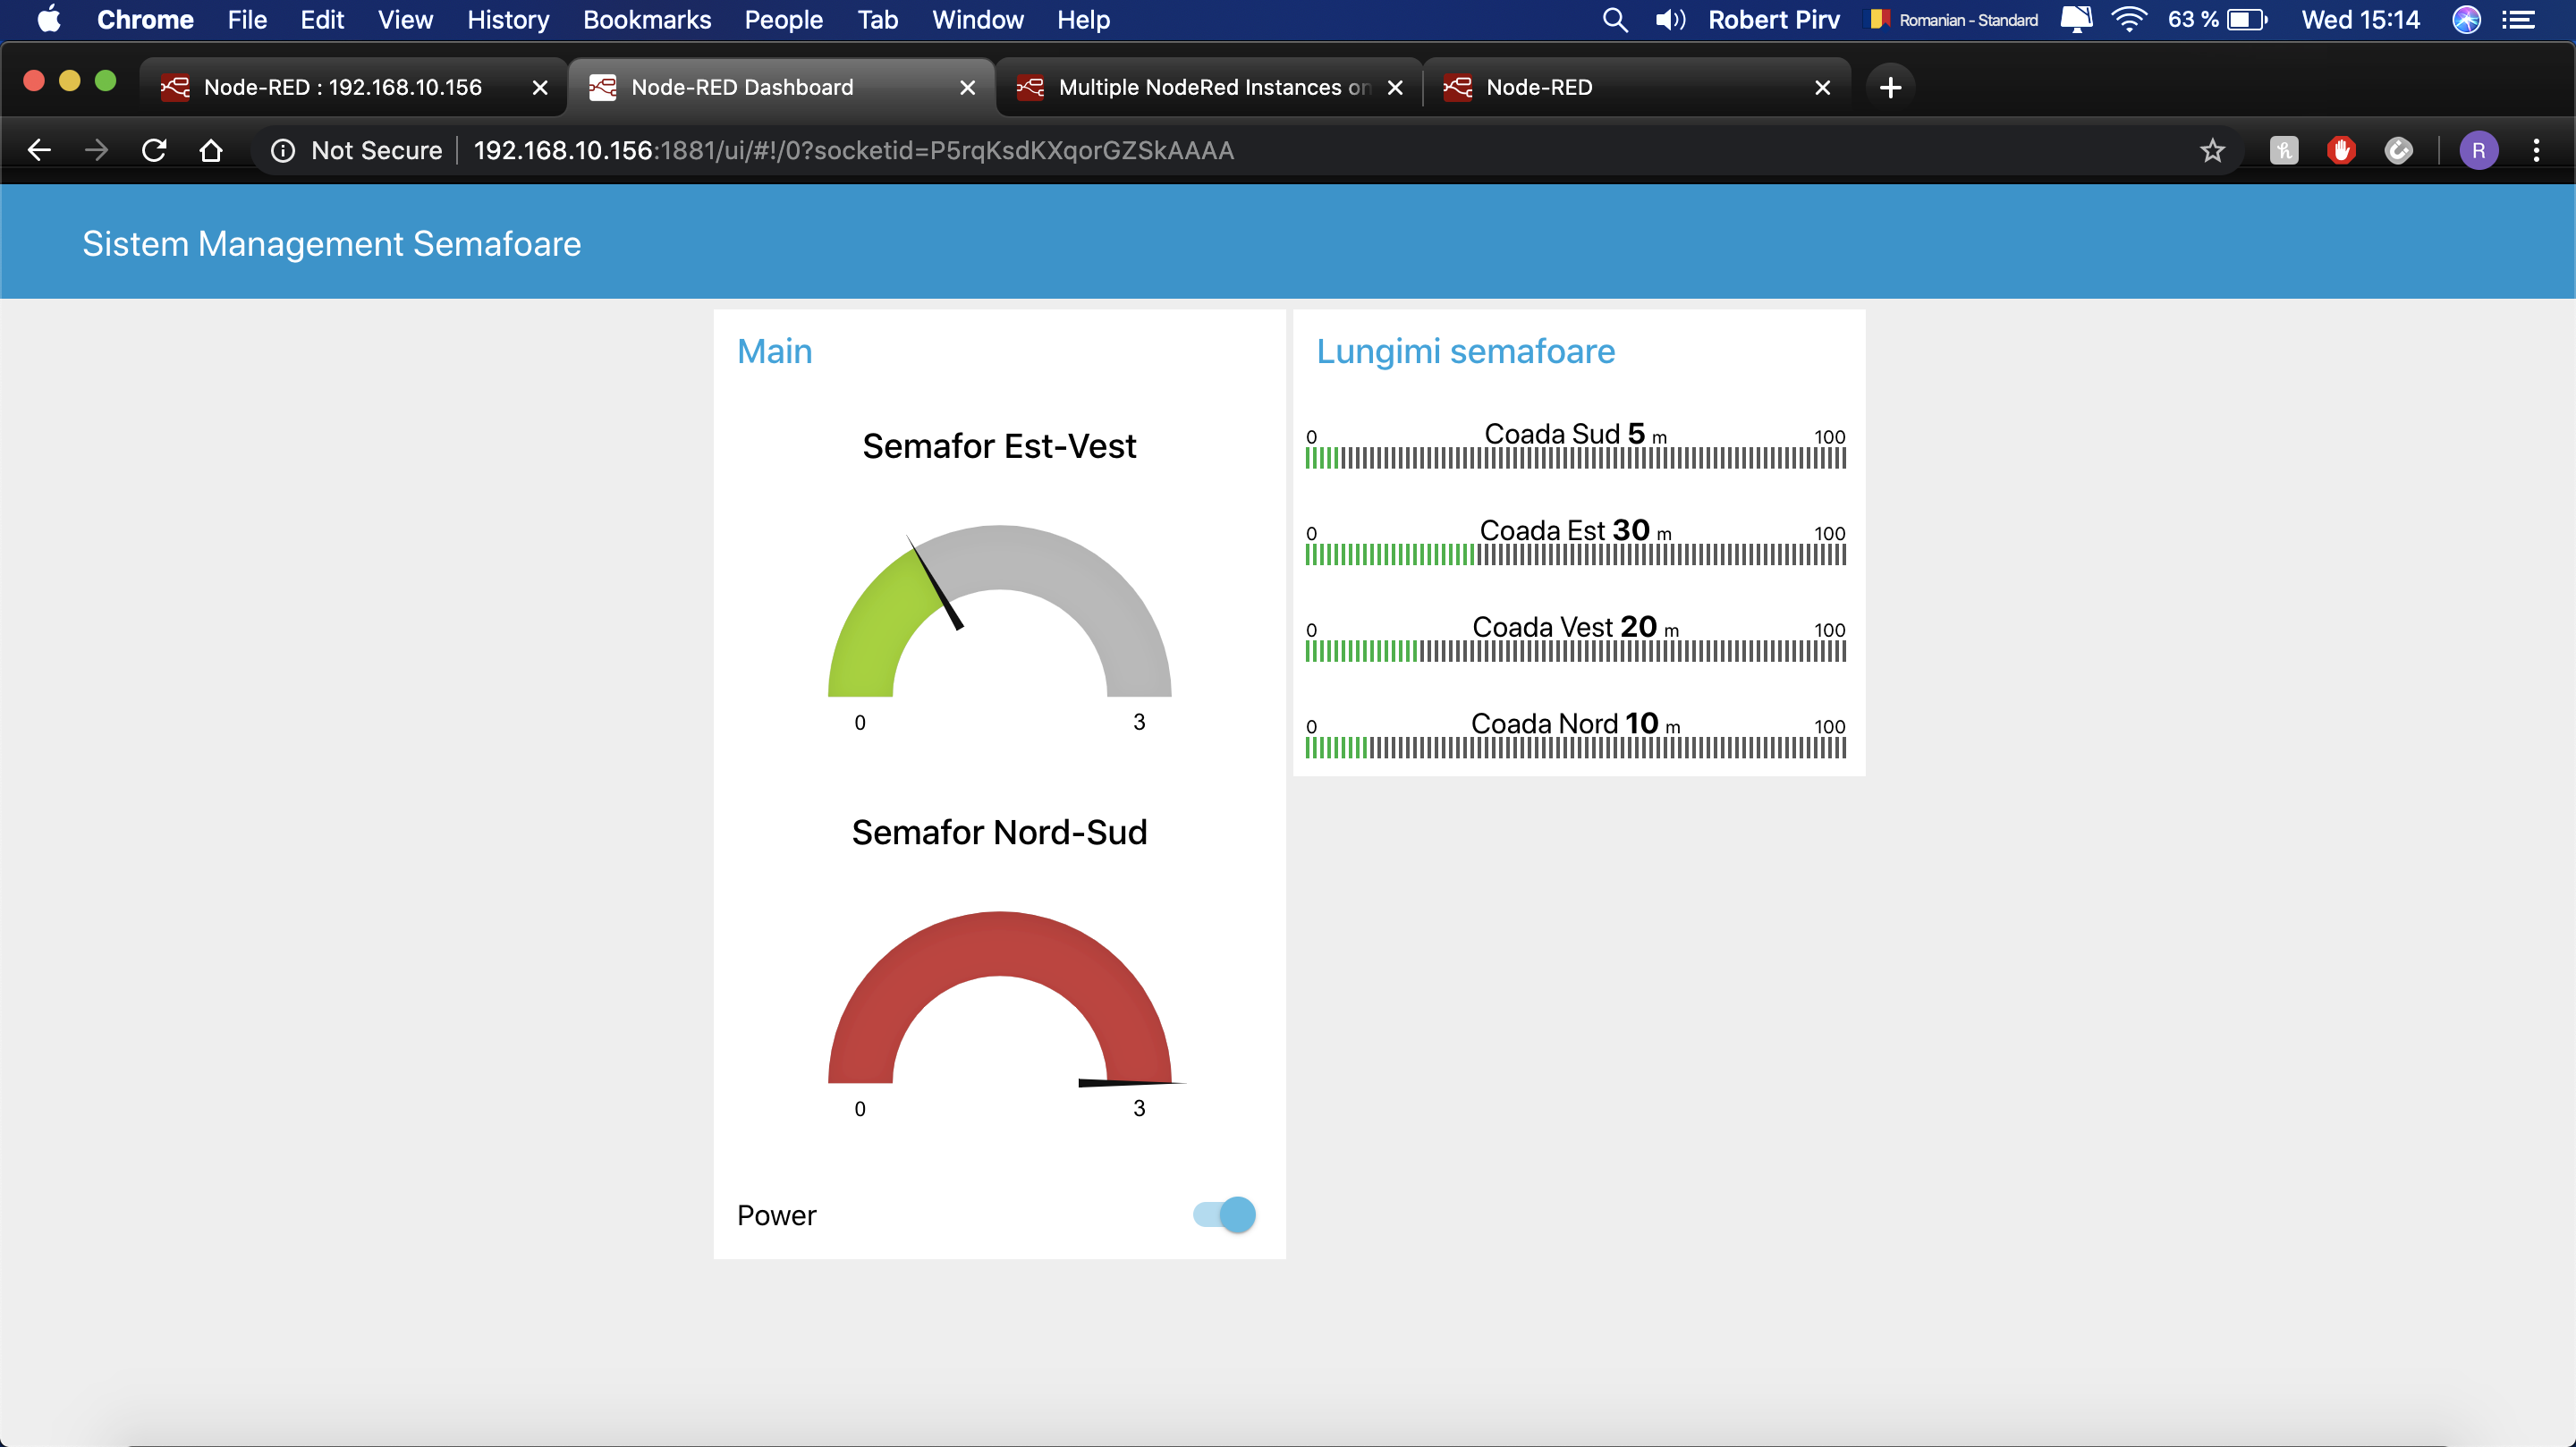 Chrome File Edit View History Bookmarks People Tab Window Help Robert Pirv Romanian - Standard 63 % Wed 15:14
Node-RED : 192.168.10.156 Node-RED Dashboard Multiple NodeRed Instances on Node-RED
Not Secure 192.168.10.156:1881/ui/#!/0?socketid=P5rqKsdKXqorGZSkAAAA R
Sistem Management Semafoare
Main
Semafor Est-Vest
0 3
Semafor Nord-Sud
0 3
Power
Lungimi semafoare
0 Coada Sud 5 m 100
0 Coada Est 30 m 100
0 Coada Vest 20 m 100
0 Coada Nord 10 m 100